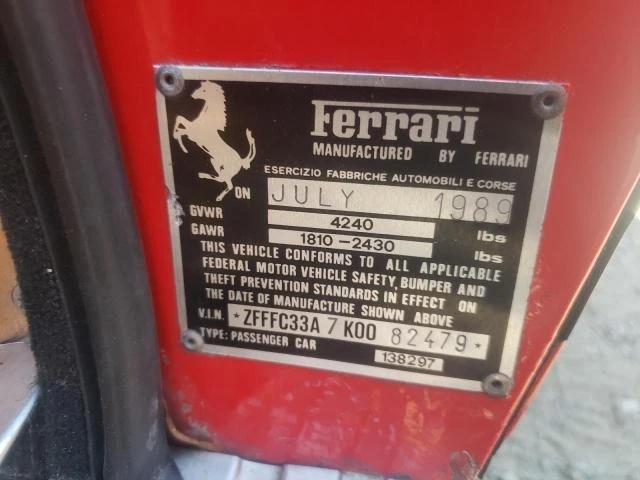 Ferrari
MANUFACTURED BY FERRARI
ESERCIZIO FABBRICHE AUTOMOBILI E CORSE
ON JULY 1989
GVWR 4240 lbs
GAWR 1810-2430 lbs
THIS VEHICLE CONFORMS TO ALL APPLICABLE
FEDERAL MOTOR VEHICLE SAFETY, BUMPER AND
THEFT PREVENTION STANDARDS IN EFFECT ON
THE DATE OF MANUFACTURE SHOWN ABOVE
V.I.N. *ZFFFC33A 7 K00 82479*
TYPE: PASSENGER CAR 138297